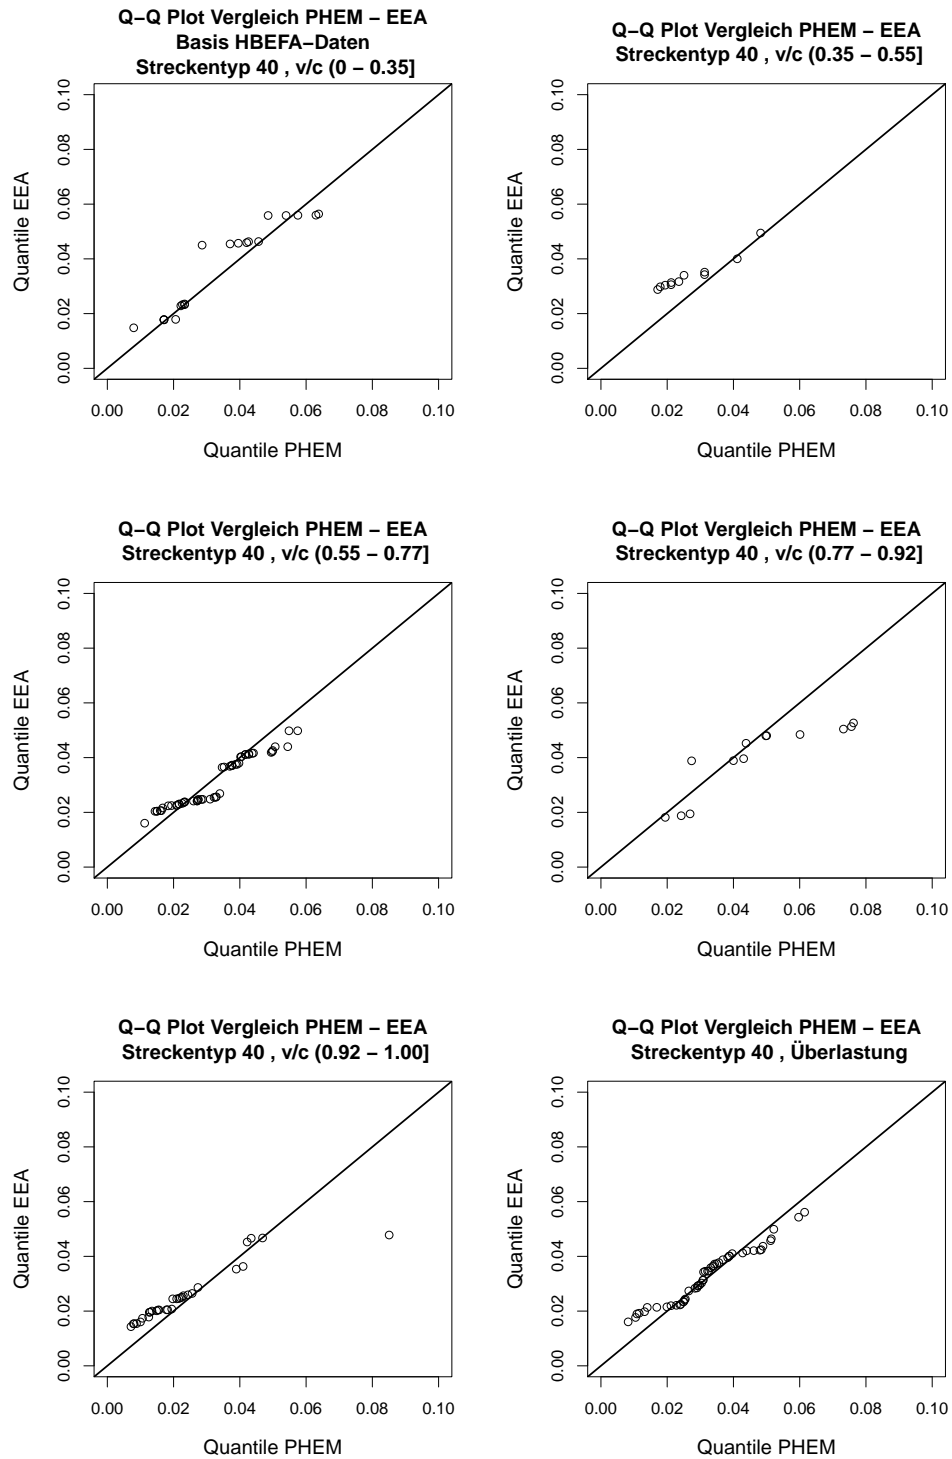 Q−Q Plot Vergleich PHEM − EEA
Basis HBEFA−Daten
Streckentyp 40 , v/c (0 − 0.35]
Quantile EEA
0.10
0.08
0.06
0.04
0.02
0.00
0.00 0.02 0.04 0.06 0.08 0.10
Quantile PHEM
Q−Q Plot Vergleich PHEM − EEA
Streckentyp 40 , v/c (0.35 − 0.55]
Quantile EEA
0.10
0.08
0.06
0.04
0.02
0.00
0.00 0.02 0.04 0.06 0.08 0.10
Quantile PHEM
Q−Q Plot Vergleich PHEM − EEA
Streckentyp 40 , v/c (0.55 − 0.77]
Quantile EEA
0.10
0.08
0.06
0.04
0.02
0.00
0.00 0.02 0.04 0.06 0.08 0.10
Quantile PHEM
Q−Q Plot Vergleich PHEM − EEA
Streckentyp 40 , v/c (0.77 − 0.92]
Quantile EEA
0.10
0.08
0.06
0.04
0.02
0.00
0.00 0.02 0.04 0.06 0.08 0.10
Quantile PHEM
Q−Q Plot Vergleich PHEM − EEA
Streckentyp 40 , v/c (0.92 − 1.00]
Quantile EEA
0.10
0.08
0.06
0.04
0.02
0.00
0.00 0.02 0.04 0.06 0.08 0.10
Quantile PHEM
Q−Q Plot Vergleich PHEM − EEA
Streckentyp 40 , Überlastung
Quantile EEA
0.10
0.08
0.06
0.04
0.02
0.00
0.00 0.02 0.04 0.06 0.08 0.10
Quantile PHEM